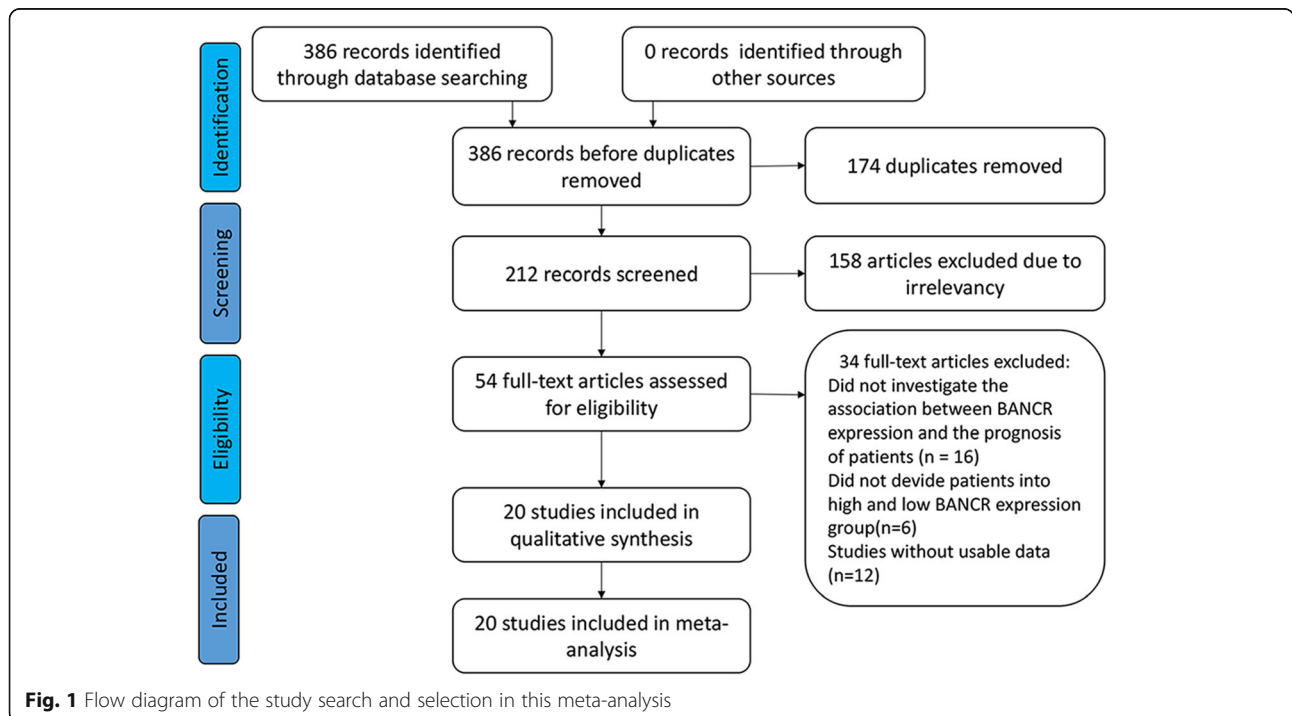 Identification
386 records identified
through database searching
0 records identified through
other sources
386 records before duplicates
removed
174 duplicates removed
Screening
212 records screened
158 articles excluded due to
irrelevancy
Eligibility
54 full-text articles assessed
for eligibility
34 full-text articles excluded:
Did not investigate the
association between BANCR
expression and the prognosis
of patients (n = 16)
Did not devide patients into
high and low BANCR expression
group(n=6)
Studies without usable data
(n=12)
Included
20 studies included in
qualitative synthesis
20 studies included in meta-
analysis
Fig. 1 Flow diagram of the study search and selection in this meta-analysis